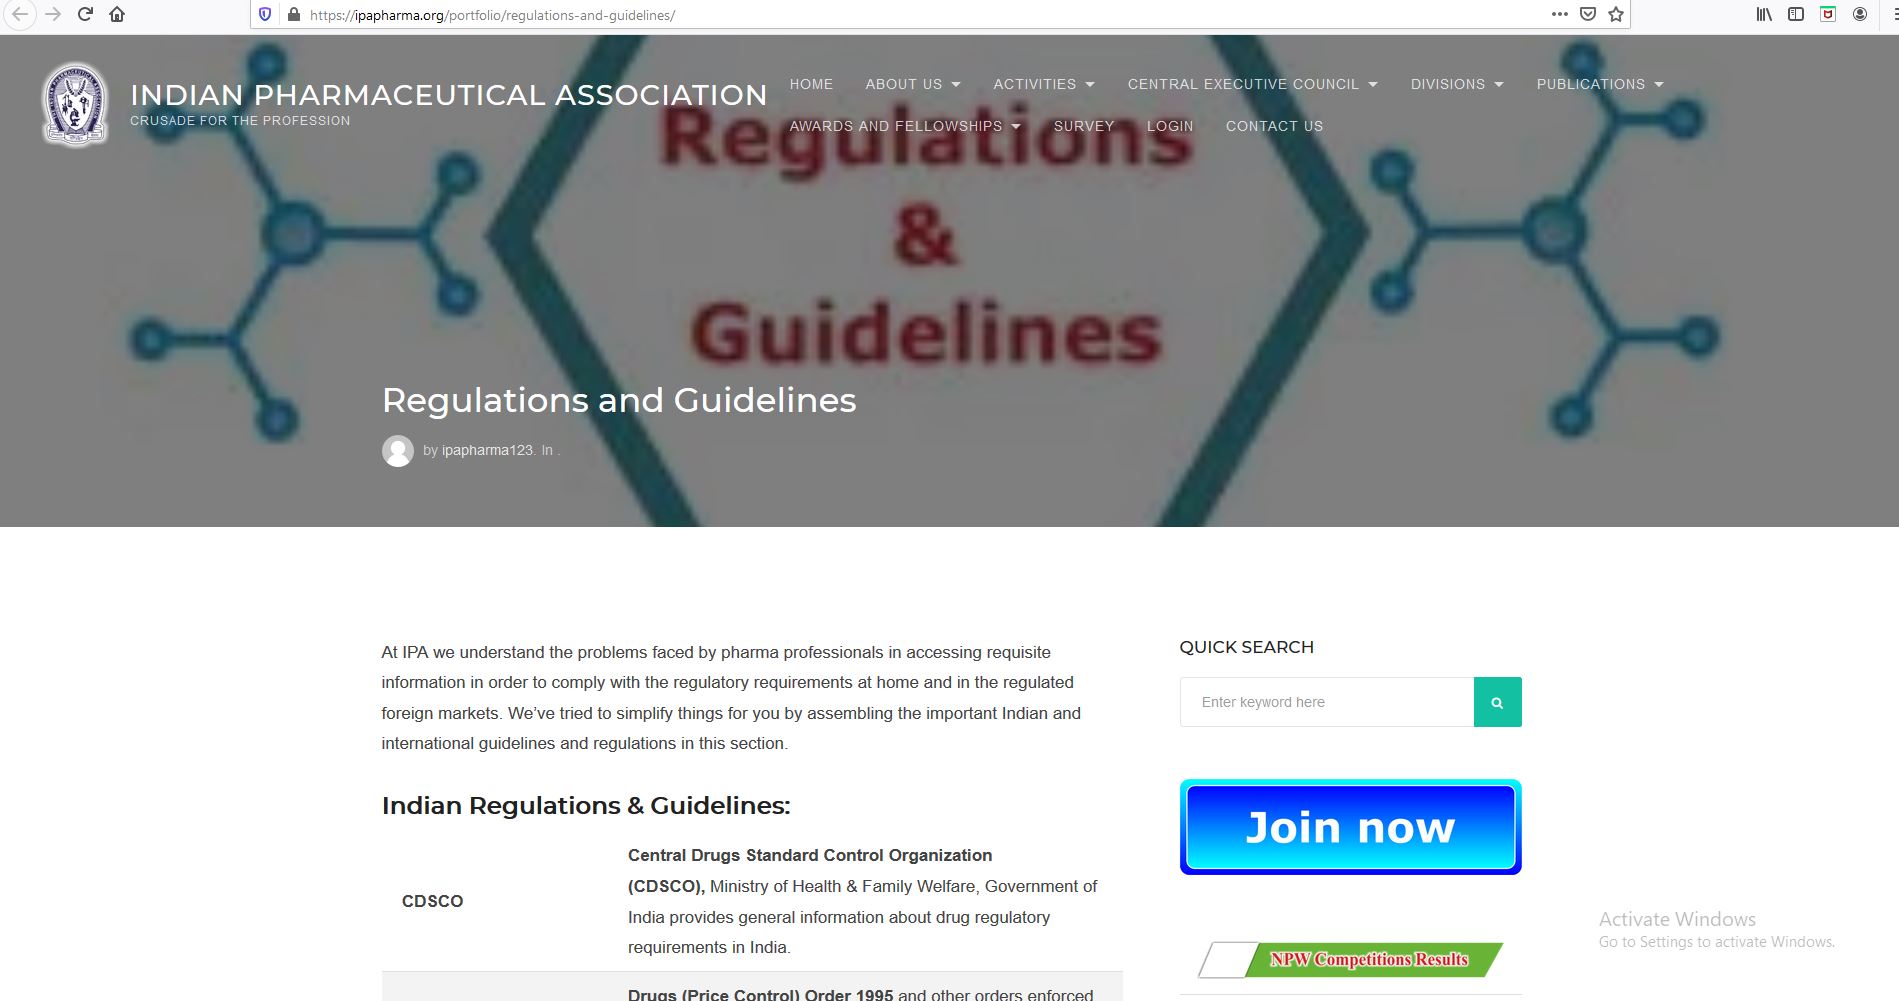 https://ipapharma.org/portfolio/regulations-and-guidelines/
INDIAN PHARMACEUTICAL ASSOCIATION
CRUSADE FOR THE PROFESSION
HOME ABOUT US ACTIVITIES CENTRAL EXECUTIVE COUNCIL DIVISIONS PUBLICATIONS
AWARDS AND FELLOWSHIPS SURVEY LOGIN CONTACT US
Regulations
&
Guidelines
Regulations and Guidelines
by ipapharma123. In .
At IPA we understand the problems faced by pharma professionals in accessing requisite
information in order to comply with the regulatory requirements at home and in the regulated
foreign markets. We’ve tried to simplify things for you by assembling the important Indian and
international guidelines and regulations in this section.
Indian Regulations & Guidelines:
CDSCO
Central Drugs Standard Control Organization
(CDSCO), Ministry of Health & Family Welfare, Government of
India provides general information about drug regulatory
requirements in India.
Drugs (Price Control) Order 1995 and other orders enforced
QUICK SEARCH
Enter keyword here
Join now
NPW Competitions Results
Activate Windows
Go to Settings to activate Windows.